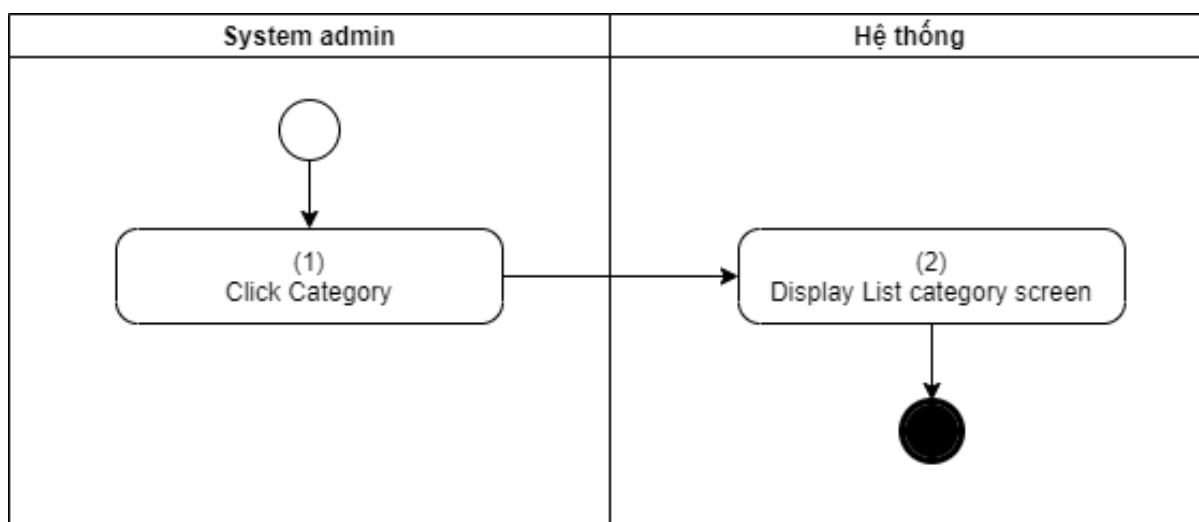 System admin
Hệ thống
(1)
Click Category
(2)
Display List category screen